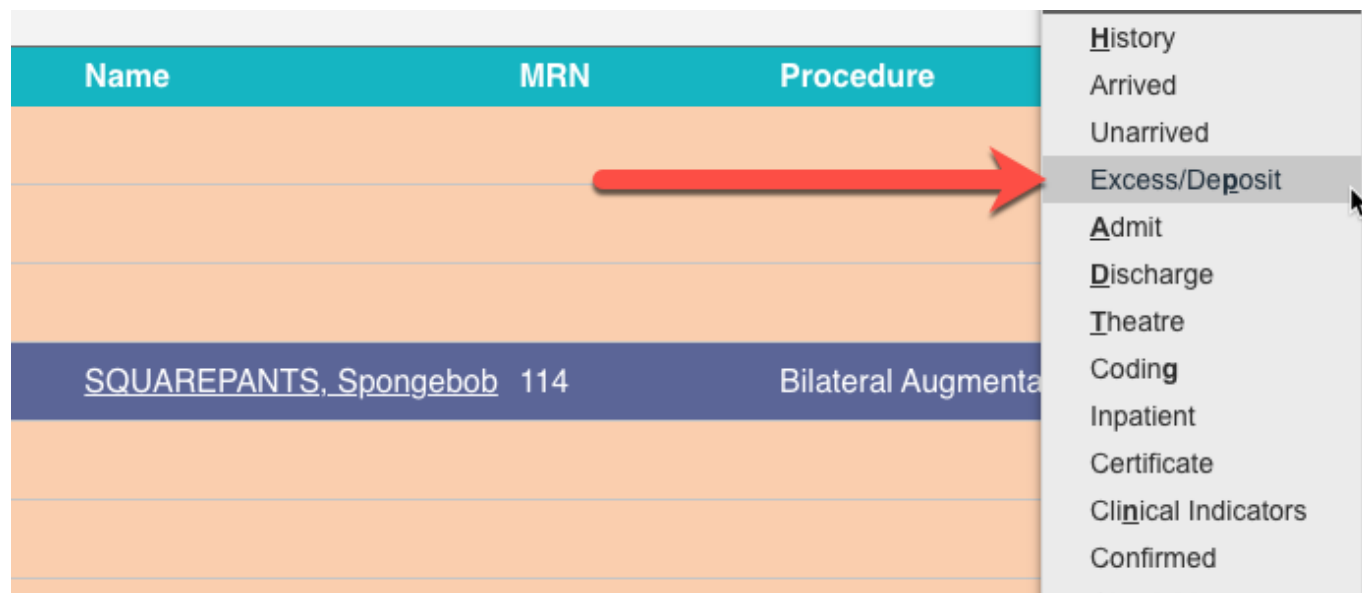 Name MRN Procedure
SQUAREPANTS, Spongebob 114 Bilateral Augmenta
History
Arrived
Unarrived
Excess/Deposit
Admit
Discharge
Theatre
Coding
Inpatient
Certificate
Clinical Indicators
Confirmed